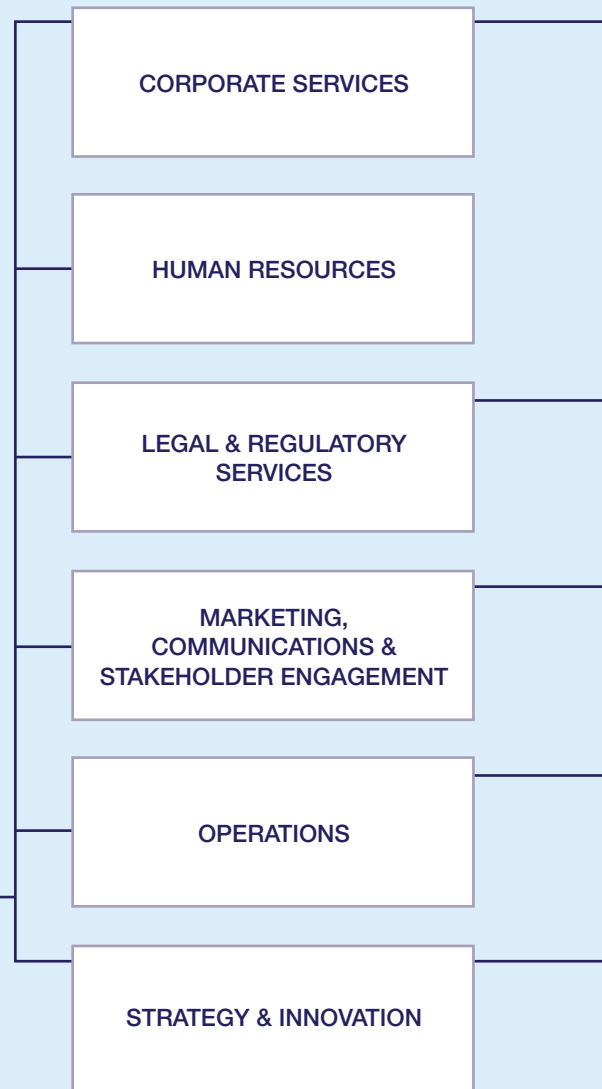 CORPORATE SERVICES
HUMAN RESOURCES
LEGAL & REGULATORY
SERVICES
MARKETING,
COMMUNICATIONS &
STAKEHOLDER ENGAGEMENT
OPERATIONS
STRATEGY & INNOVATION